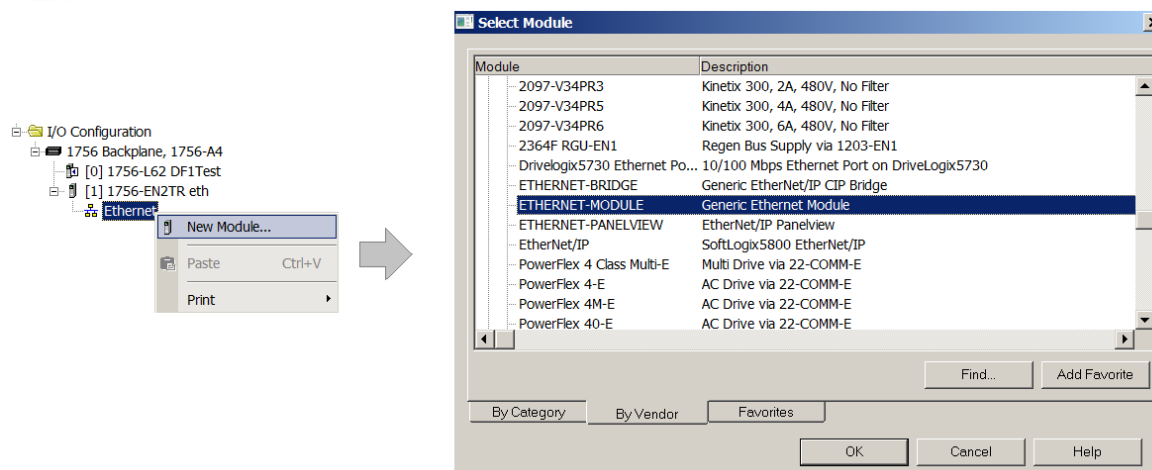 I/O Configuration
1756 Backplane, 1756-A4
[0] 1756-L62 DF1Test
[1] 1756-EN2TR eth
Ethernet
New Module...
Paste Ctrl+V
Print
Select Module
Module Description
2097-V34PR3 Kinetix 300, 2A, 480V, No Filter
2097-V34PR5 Kinetix 300, 4A, 480V, No Filter
2097-V34PR6 Kinetix 300, 6A, 480V, No Filter
2364F RGU-EN1 Regen Bus Supply via 1203-EN1
Drivelogix5730 Ethernet Po... 10/100 Mbps Ethernet Port on DriveLogix5730
ETHERNET-BRIDGE Generic EtherNet/IP CIP Bridge
ETHERNET-MODULE Generic Ethernet Module
ETHERNET-PANELVIEW EtherNet/IP Panelview
EtherNet/IP SoftLogix5800 EtherNet/IP
PowerFlex 4 Class Multi-E Multi Drive via 22-COMM-E
PowerFlex 4-E AC Drive via 22-COMM-E
PowerFlex 4M-E AC Drive via 22-COMM-E
PowerFlex 40-E AC Drive via 22-COMM-E
Find... Add Favorite
By Category By Vendor Favorites
OK Cancel Help